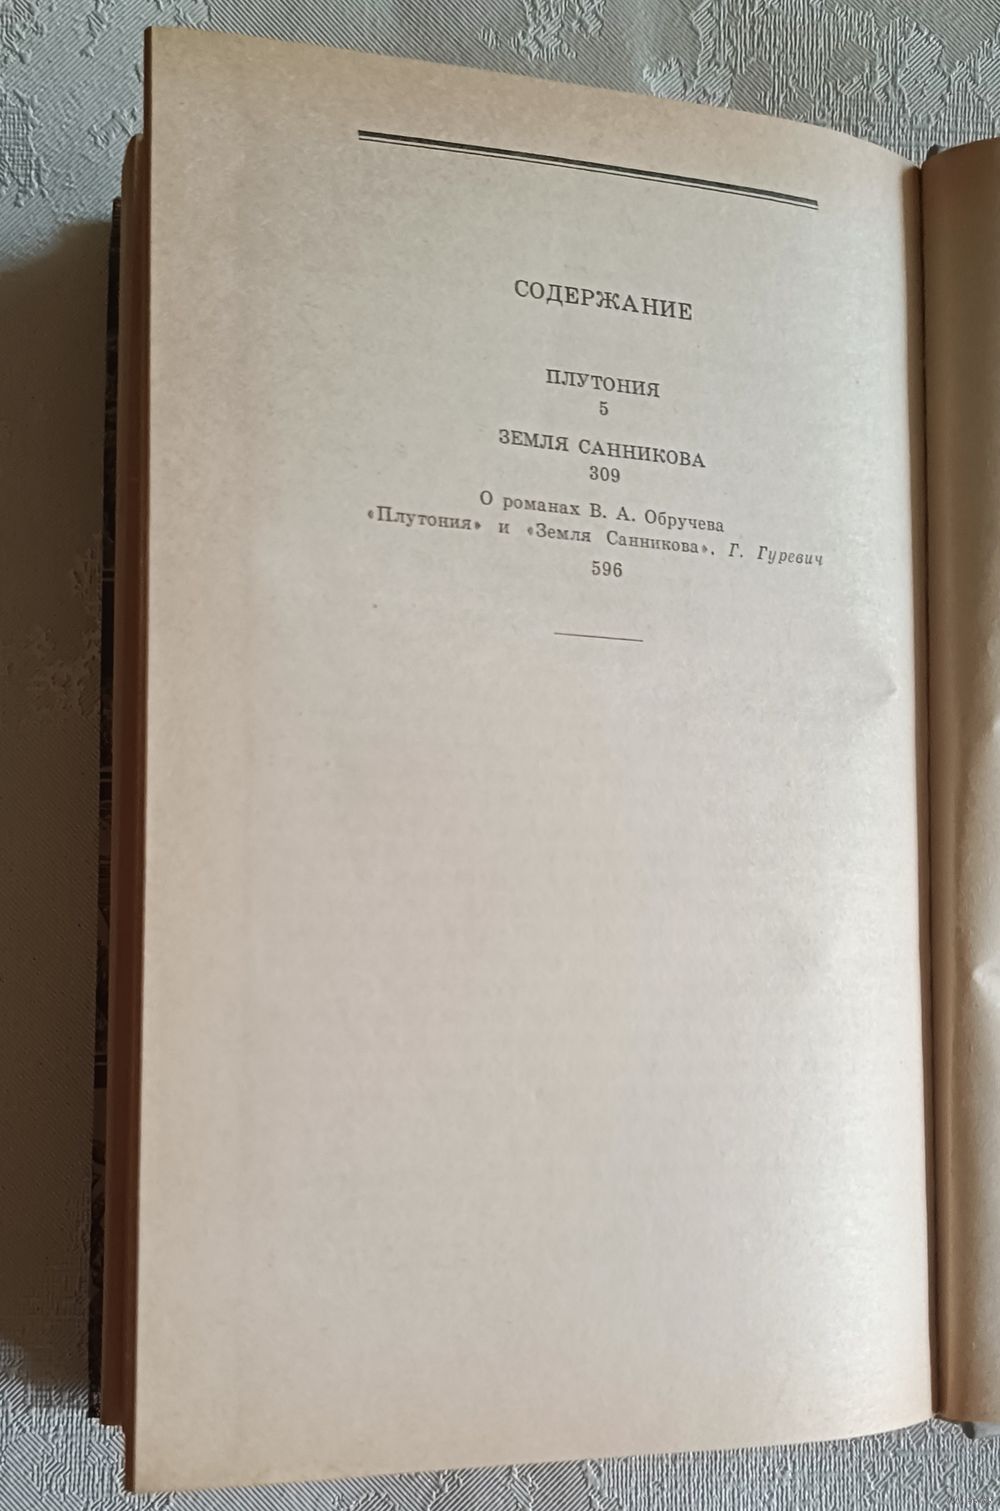 СОДЕРЖАНИЕ
ПЛУТОНИЯ
5
ЗЕМЛЯ САННИКОВА
309
О романах В. А. Обручева
«Плутония» и «Земля Санникова». Г. Гуревич
596